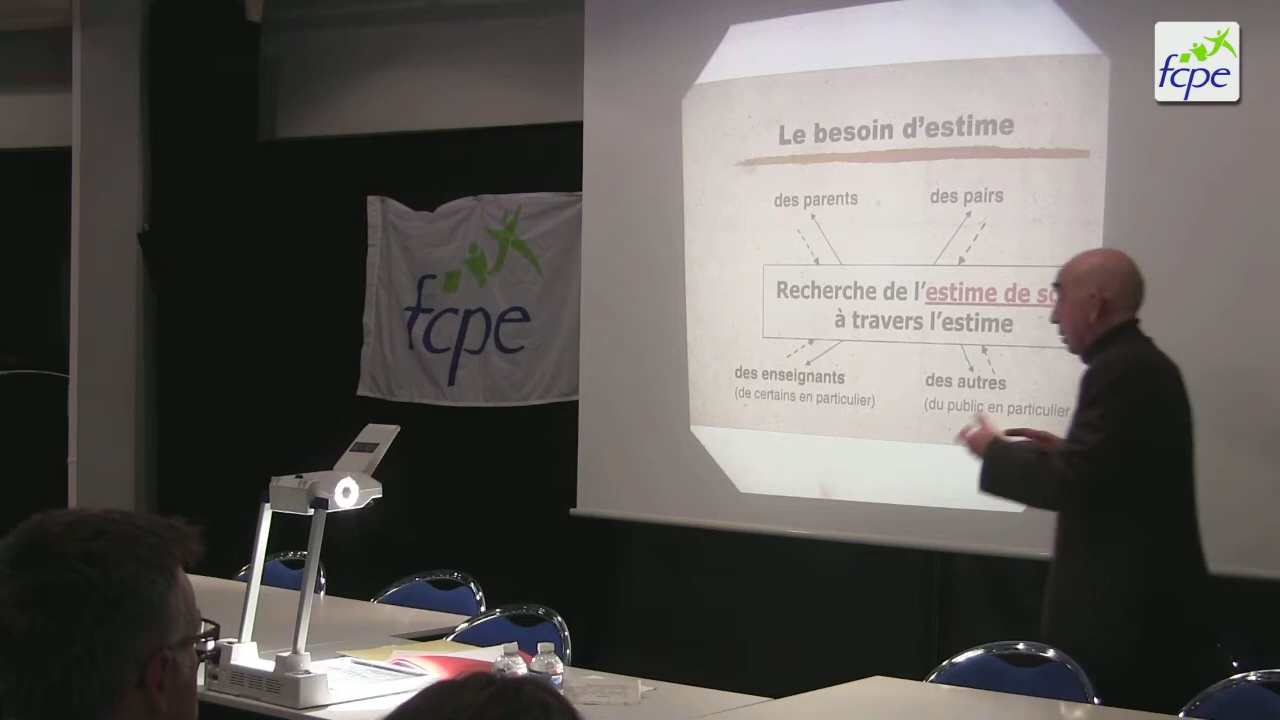 fcpe
Le besoin d'estime
des parents
des pairs
Recherche de l'estime de
à travers l'estime
des enseignants
(de certains en particulier)
des autres
(du public en particulier
fcpe